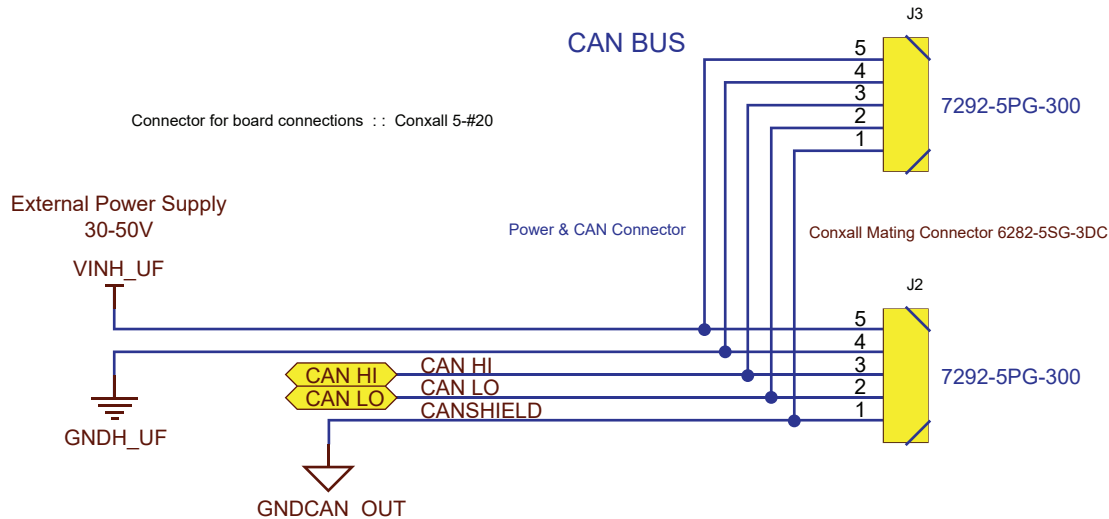 J3
CAN BUS
5
4
3
2
1
7292-5PG-300
Connector for board connections : : Conxall 5-#20
External Power Supply
30-50V
Power & CAN Connector
Conxall Mating Connector 6282-5SG-3DC
VINH_UF
J2
5
4
3
2
1
7292-5PG-300
CAN HI
CAN HI
CAN LO
CAN LO
CANSHIELD
GNDH_UF
GNDCAN_OUT